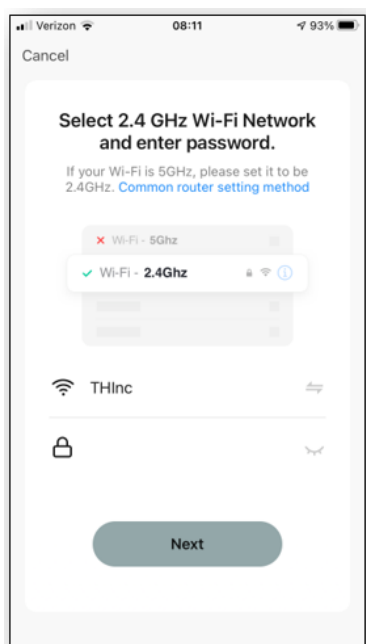 Verizon 08:11 93%
Cancel
Select 2.4 GHz Wi-Fi Network
and enter password.
If your Wi-Fi is 5GHz, please set it to be
2.4GHz. Common router setting method
Wi-Fi - 5Ghz
Wi-Fi - 2.4Ghz
THInc
Next